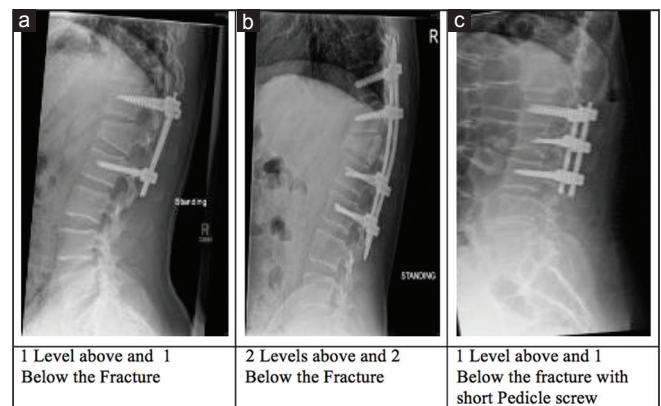 a
b
c
R
Standing
R
STANDING
1 Level above and 1
Below the Fracture
2 Levels above and 2
Below the Fracture
1 Level above and 1
Below the fracture with
short Pedicle screw